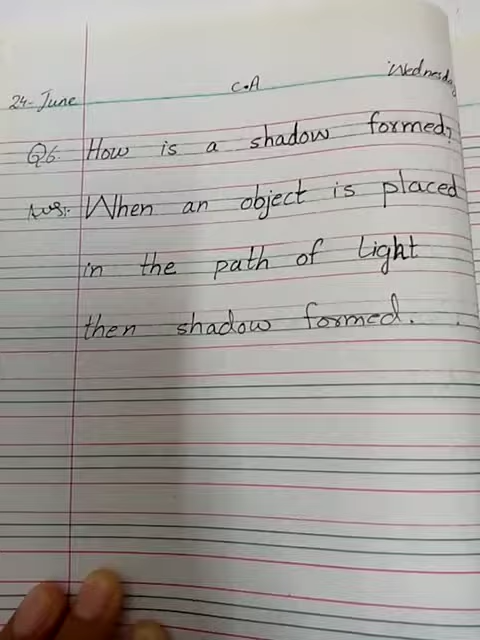 24-June C.A Wednesday
Q6. How is a shadow formed?
Ans:- When an object is placed
in the path of light
then shadow formed.